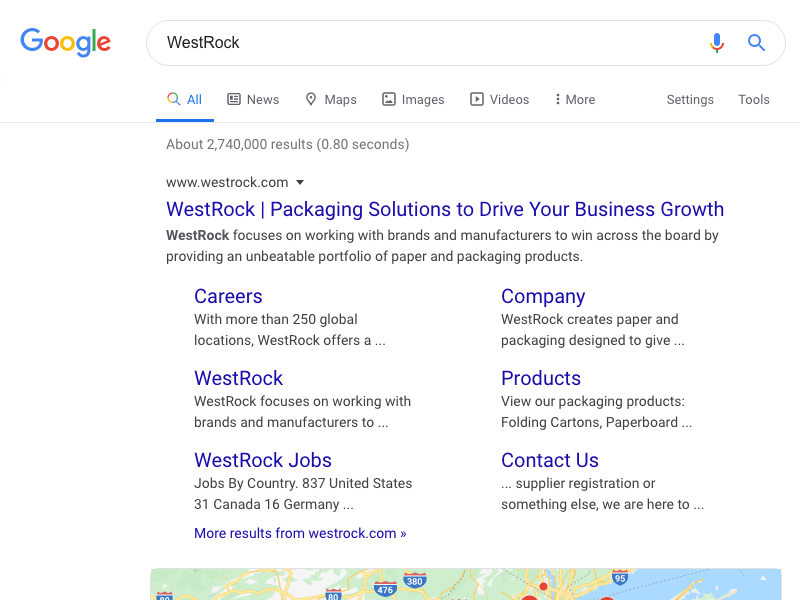 Google
WestRock
All
News
Maps
Images
Videos
More
Settings
Tools
About 2,740,000 results (0.80 seconds)
www.westrock.com
WestRock | Packaging Solutions to Drive Your Business Growth
WestRock focuses on working with brands and manufacturers to win across the board by
providing an unbeatable portfolio of paper and packaging products.
Careers
With more than 250 global
locations, WestRock offers a ...
Company
WestRock creates paper and
packaging designed to give ...
WestRock
WestRock focuses on working with
brands and manufacturers to ...
Products
View our packaging products:
Folding Cartons, Paperboard ...
WestRock Jobs
Jobs By Country. 837 United States
31 Canada 16 Germany ...
Contact Us
... supplier registration or
something else, we are here to ...
More results from westrock.com »
80
476
380
95